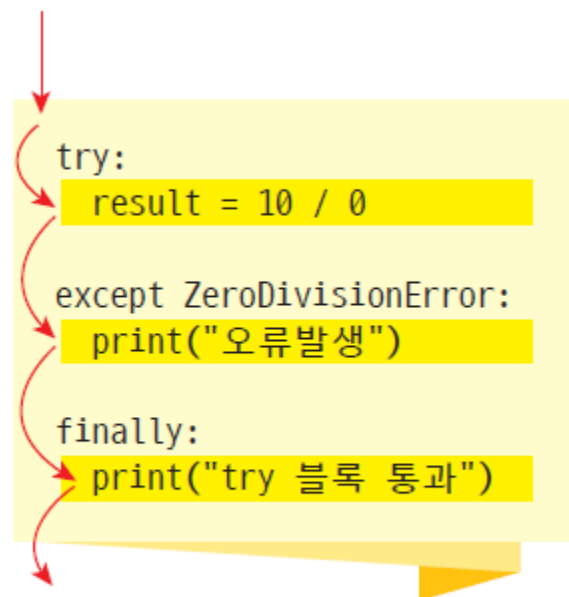 try:
  result = 10 / 0
except ZeroDivisionError:
  print("오류발생")
finally:
  print("try 블록 통과")